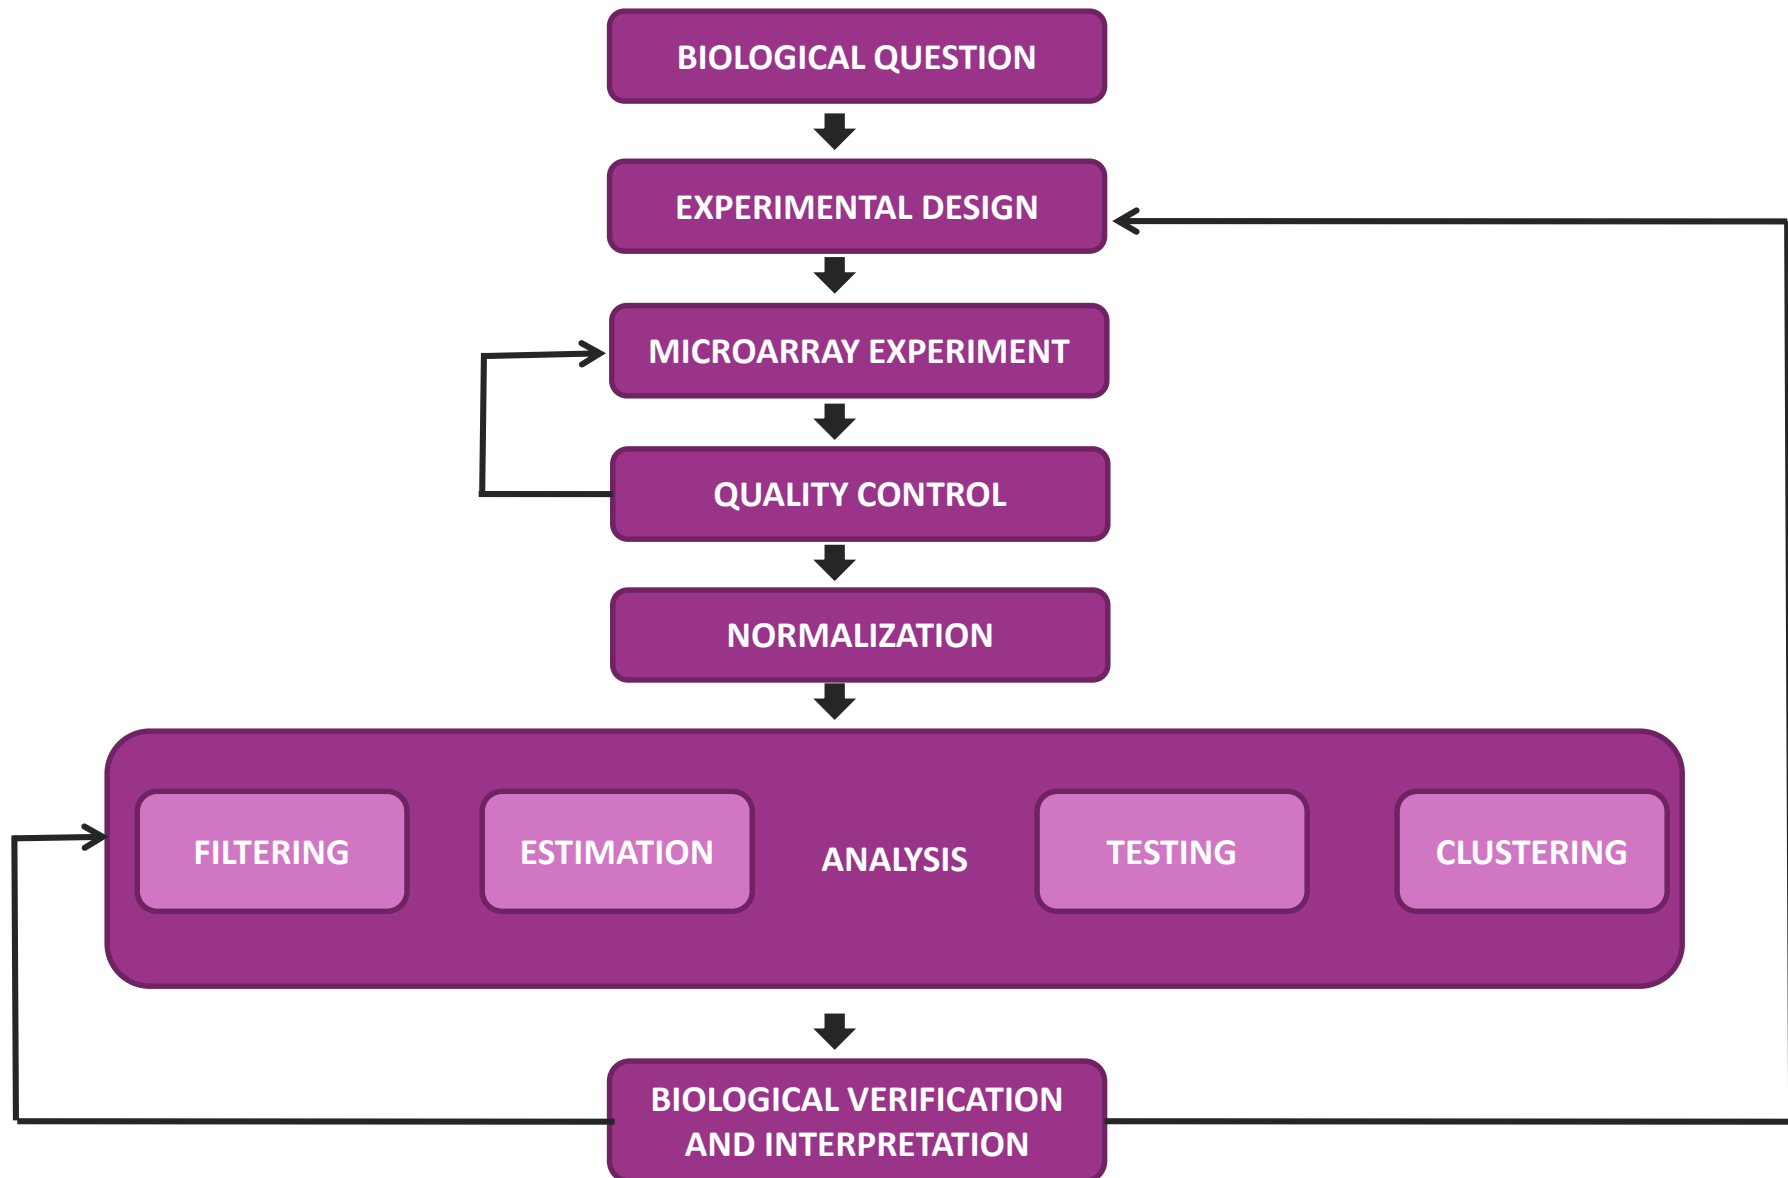 BIOLOGICAL QUESTION
EXPERIMENTAL DESIGN
MICROARRAY EXPERIMENT
QUALITY CONTROL
NORMALIZATION
FILTERING
ESTIMATION
ANALYSIS
TESTING
CLUSTERING
BIOLOGICAL VERIFICATION
AND INTERPRETATION